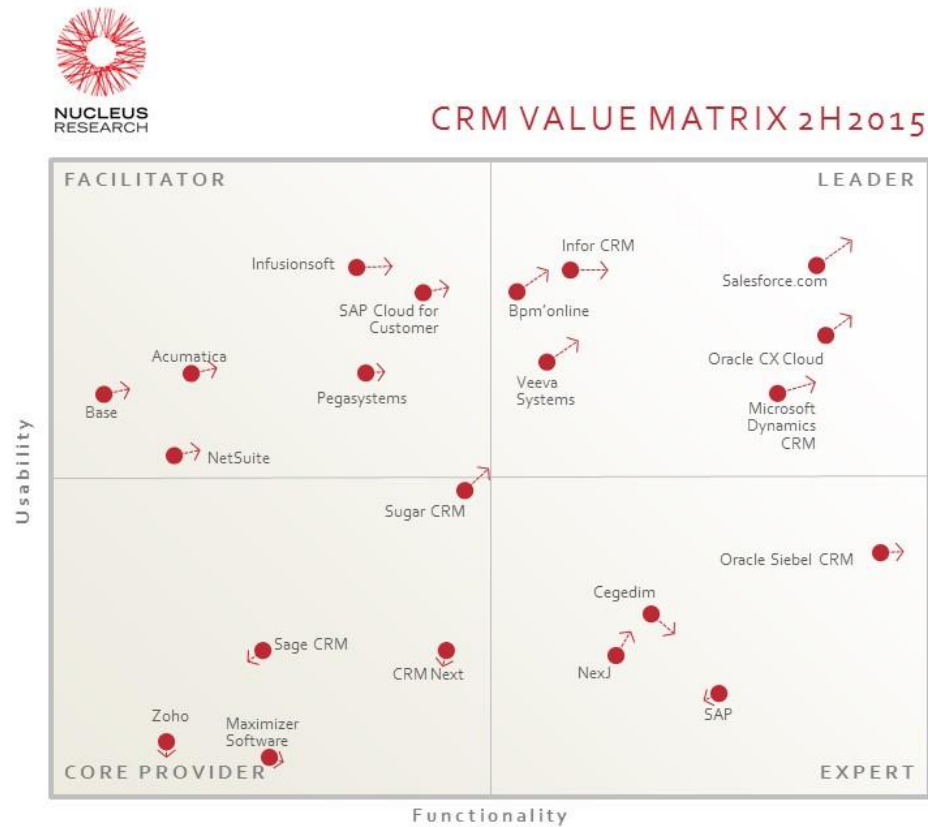 NUCLEUS
RESEARCH
CRM VALUE MATRIX 2H2015
FACILITATOR
LEADER
Infusionsoft
Infor CRM
SAP Cloud for
Customer
Bpm'online
Salesforce.com
Acumatica
Oracle CX Cloud
Base
Pegasystems
Veeva
Systems
Microsoft
Dynamics
CRM
NetSuite
Usability
Sugar CRM
Oracle Siebel CRM
Cegedim
Sage CRM
CRM Next
NexJ
SAP
Zoho
Maximizer
Software
CORE PROVIDER
EXPERT
Functionality